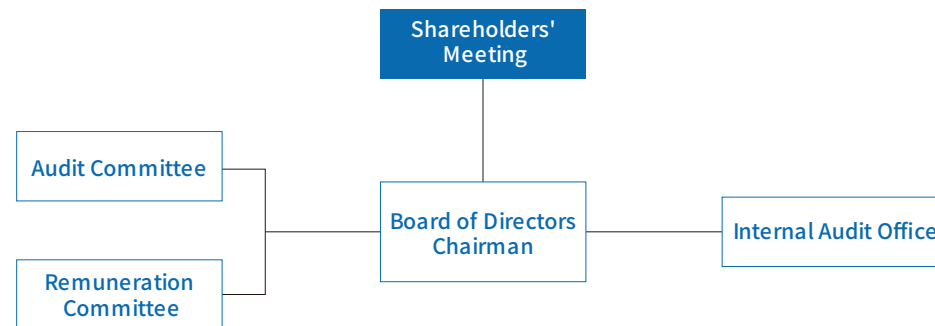 Shareholders'
Meeting
Audit Committee
Board of Directors
Chairman
Internal Audit Office
Remuneration
Committee